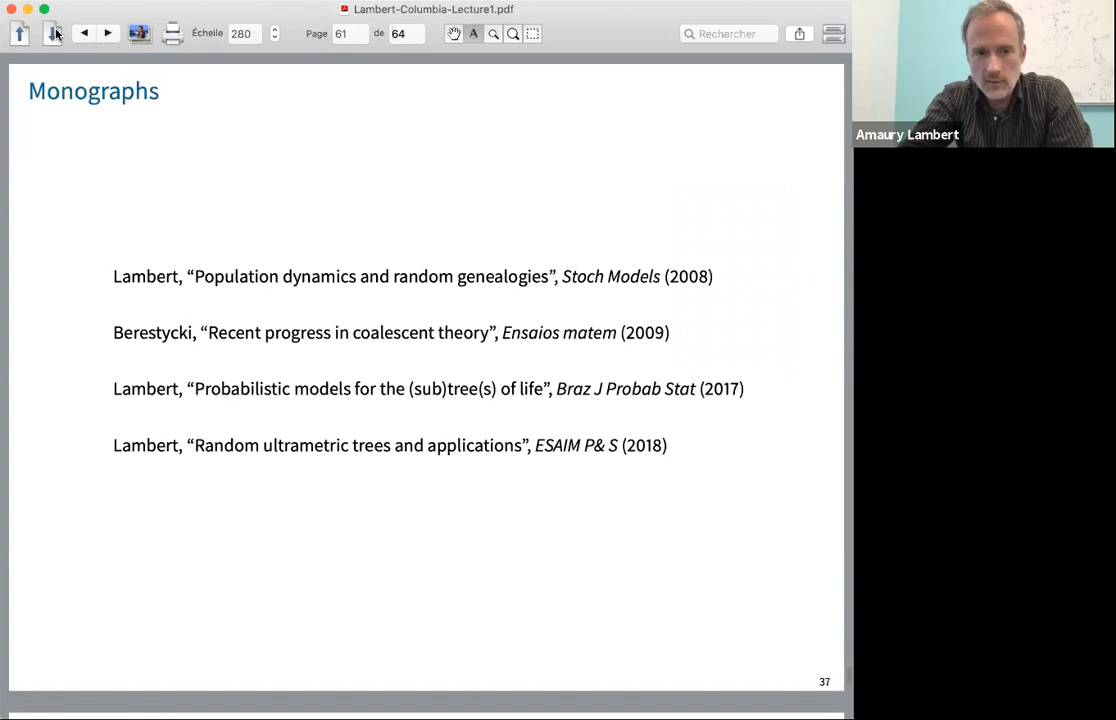 Lambert-Columbia-Lecture1.pdf
Échelle 280 Page 61 de 64 A Rechercher
Amaury Lambert
Monographs
Lambert, “Population dynamics and random genealogies”, Stoch Models (2008)
Berestycki, “Recent progress in coalescent theory”, Ensaios matem (2009)
Lambert, “Probabilistic models for the (sub)tree(s) of life”, Braz J Probab Stat (2017)
Lambert, “Random ultrametric trees and applications”, ESAIM P& S (2018)
37